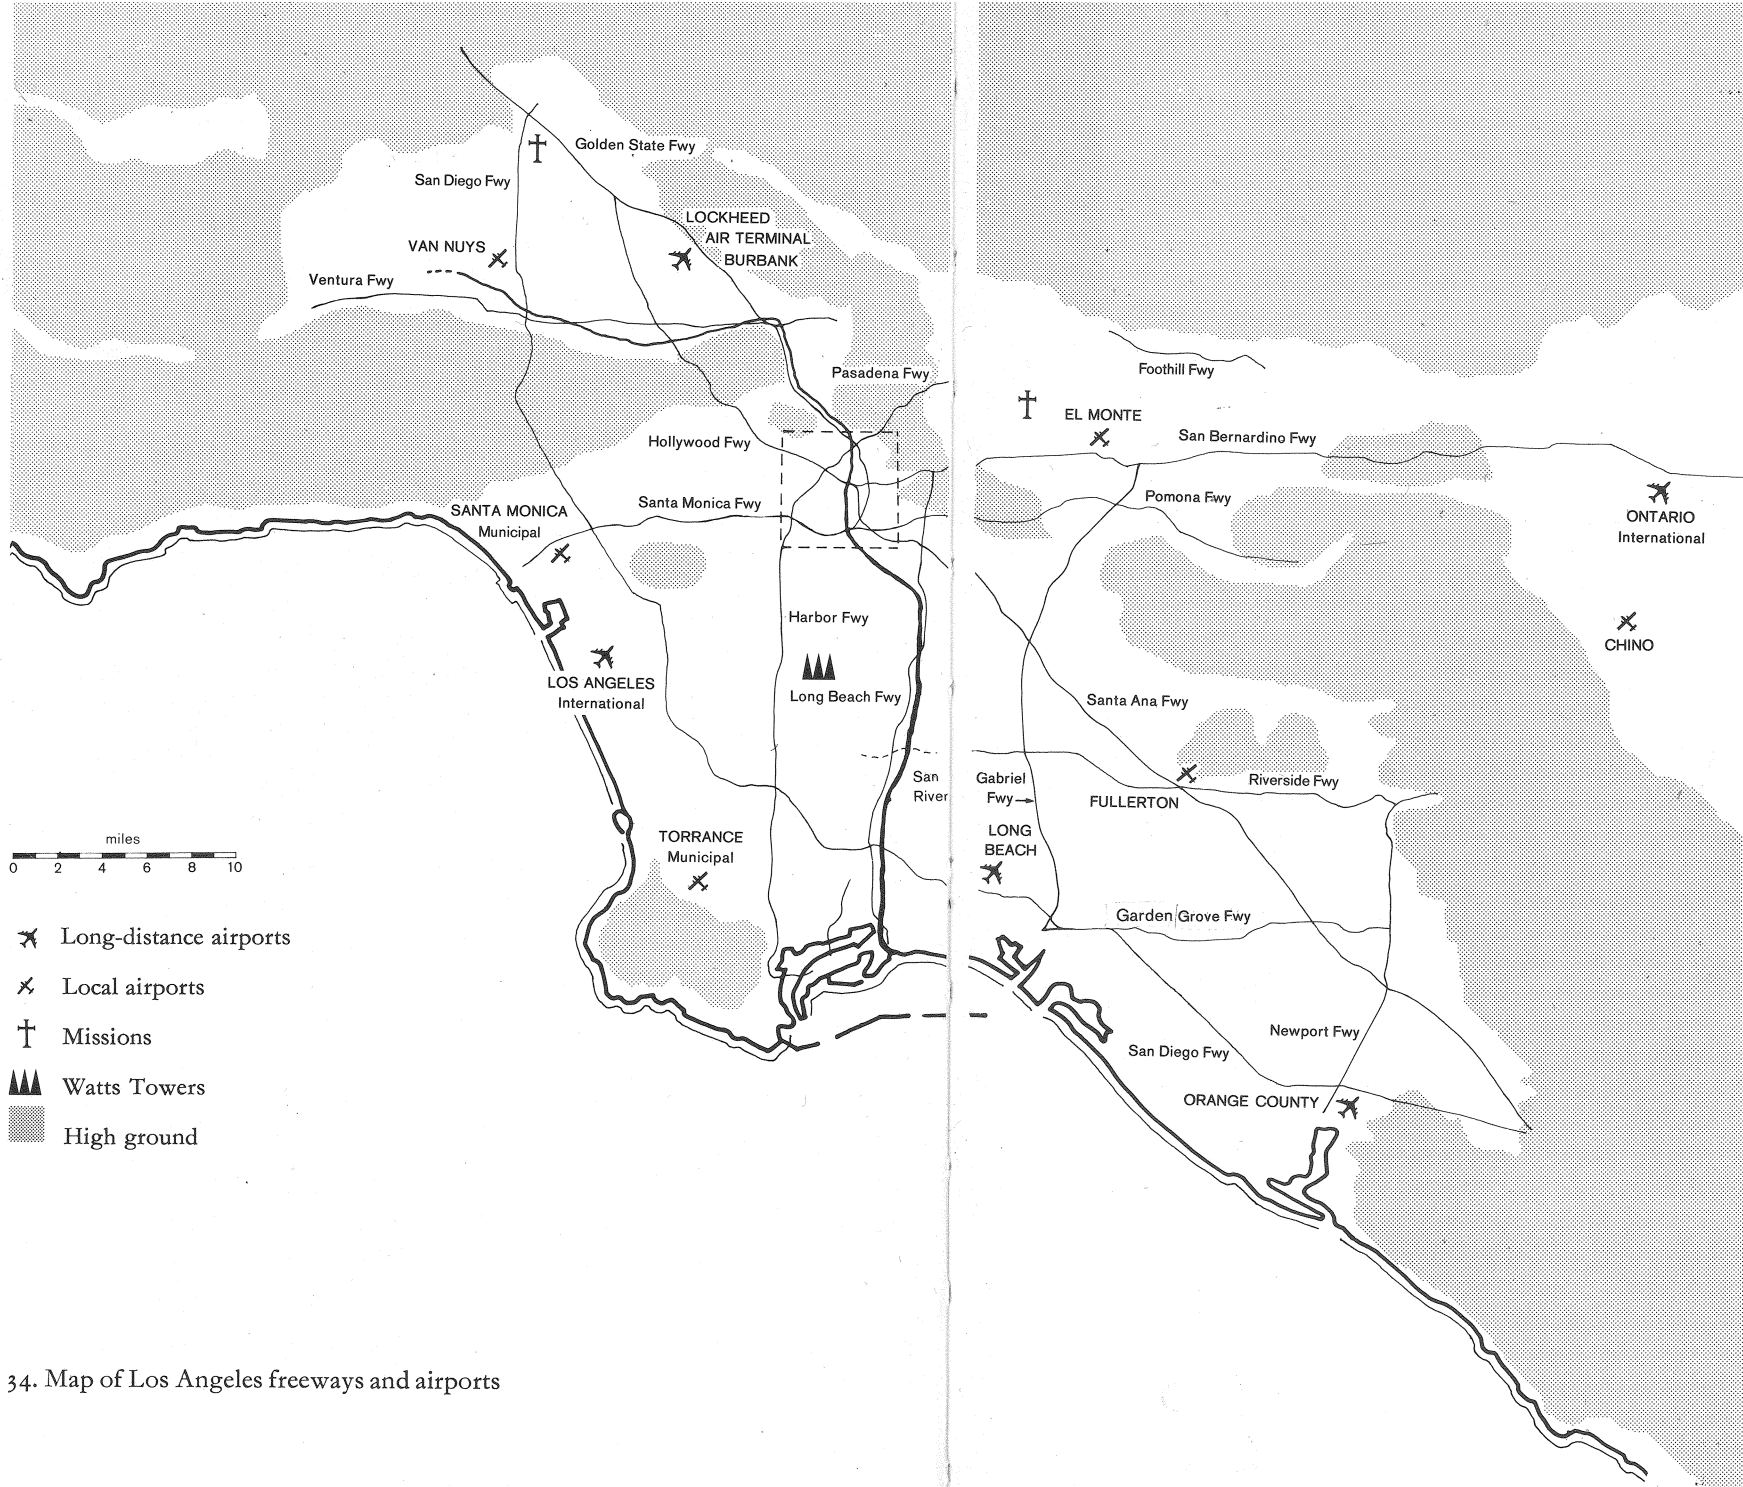 Golden State Fwy
San Diego Fwy
LOCKHEED
AIR TERMINAL
BURBANK
VAN NUYS
Ventura Fwy
Pasadena Fwy
Foothill Fwy
EL MONTE
San Bernardino Fwy
Hollywood Fwy
Santa Monica Fwy
Pomona Fwy
SANTA MONICA
Municipal
ONTARIO
International
Harbor Fwy
CHINO
LOS ANGELES
International
Long Beach Fwy
Santa Ana Fwy
San Gabriel
River Fwy
Riverside Fwy
FULLERTON
LONG
BEACH
TORRANCE
Municipal
miles
0 2 4 6 8 10
Garden Grove Fwy
Newport Fwy
San Diego Fwy
ORANGE COUNTY
Long-distance airports
Local airports
Missions
Watts Towers
High ground
34. Map of Los Angeles freeways and airports